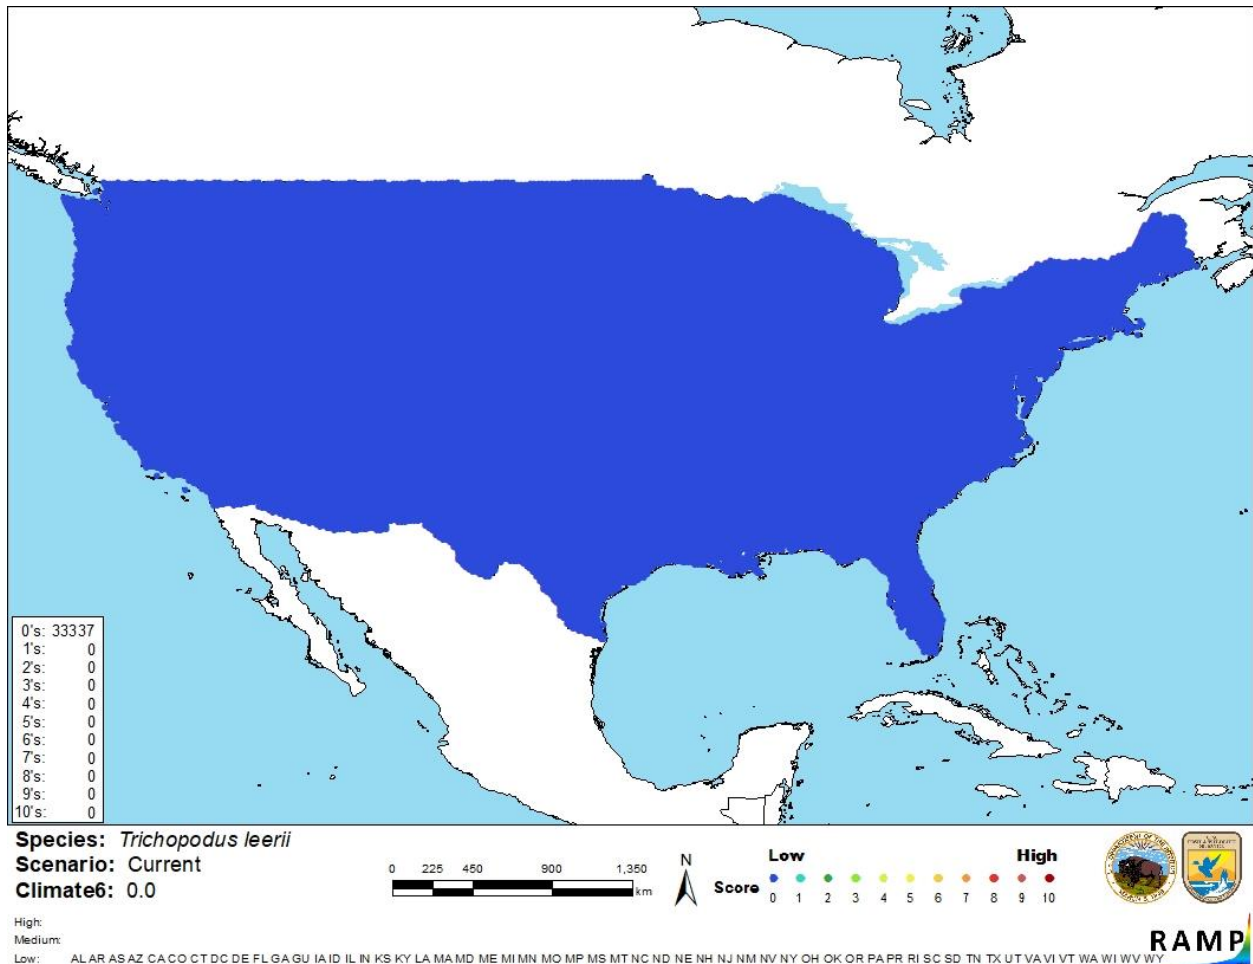 0's: 33337
1's: 0
2's: 0
3's: 0
4's: 0
5's: 0
6's: 0
7's: 0
8's: 0
9's: 0
10's: 0
Species: Trichopodus leerii
Scenario: Current
Climate6: 0.0
0 225 450 900 1,350
km
N
Low High
Score 0 1 2 3 4 5 6 7 8 9 10
High:
Medium:
Low: AL AR AS AZ CA CO CT DC DE FL GA GU IA ID IL IN KS KY LA MA MD ME MI MN MO MP MS MT NC ND NE NH NJ NM NV NY OH OK OR PA PR RI SC SD TN TX UT VA VI VT WA WI WV WY
RAMP